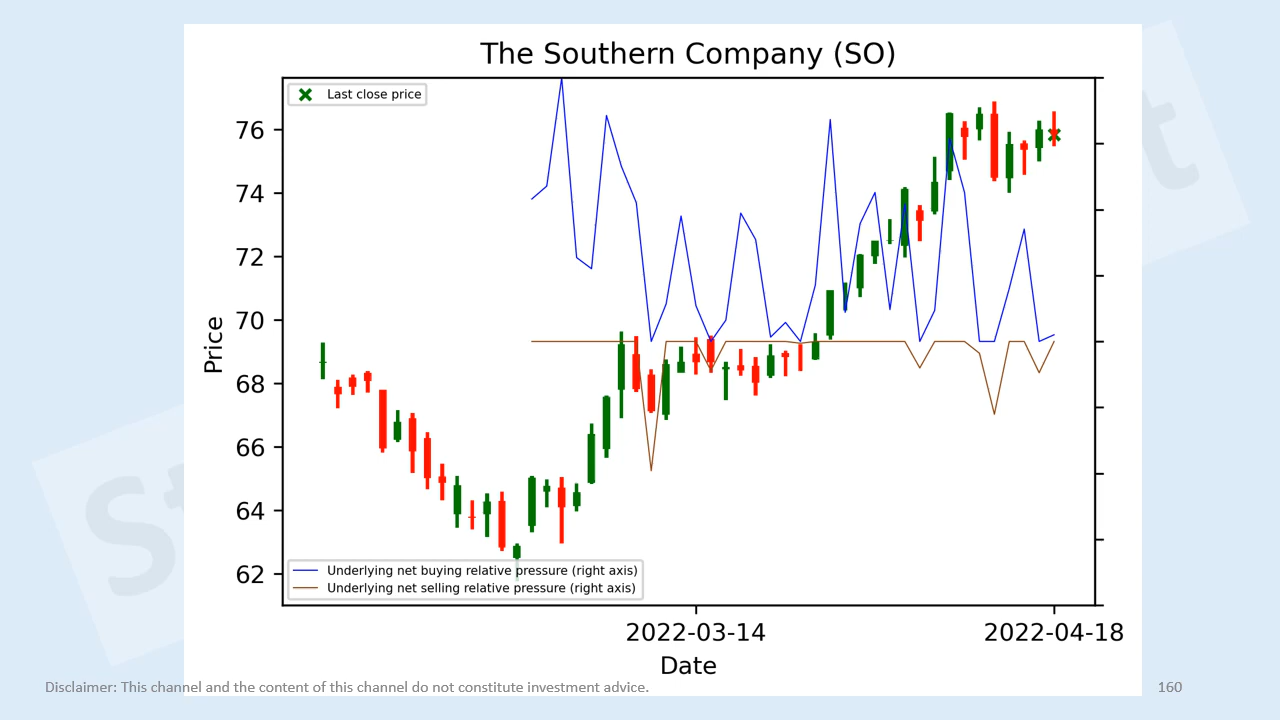 The Southern Company (SO)
Last close price
76
74
72
70
68
66
64
62
Price
Underlying net buying relative pressure (right axis)
Underlying net selling relative pressure (right axis)
2022-03-14
2022-04-18
Date
Disclaimer: This channel and the content of this channel do not constitute investment advice.
160